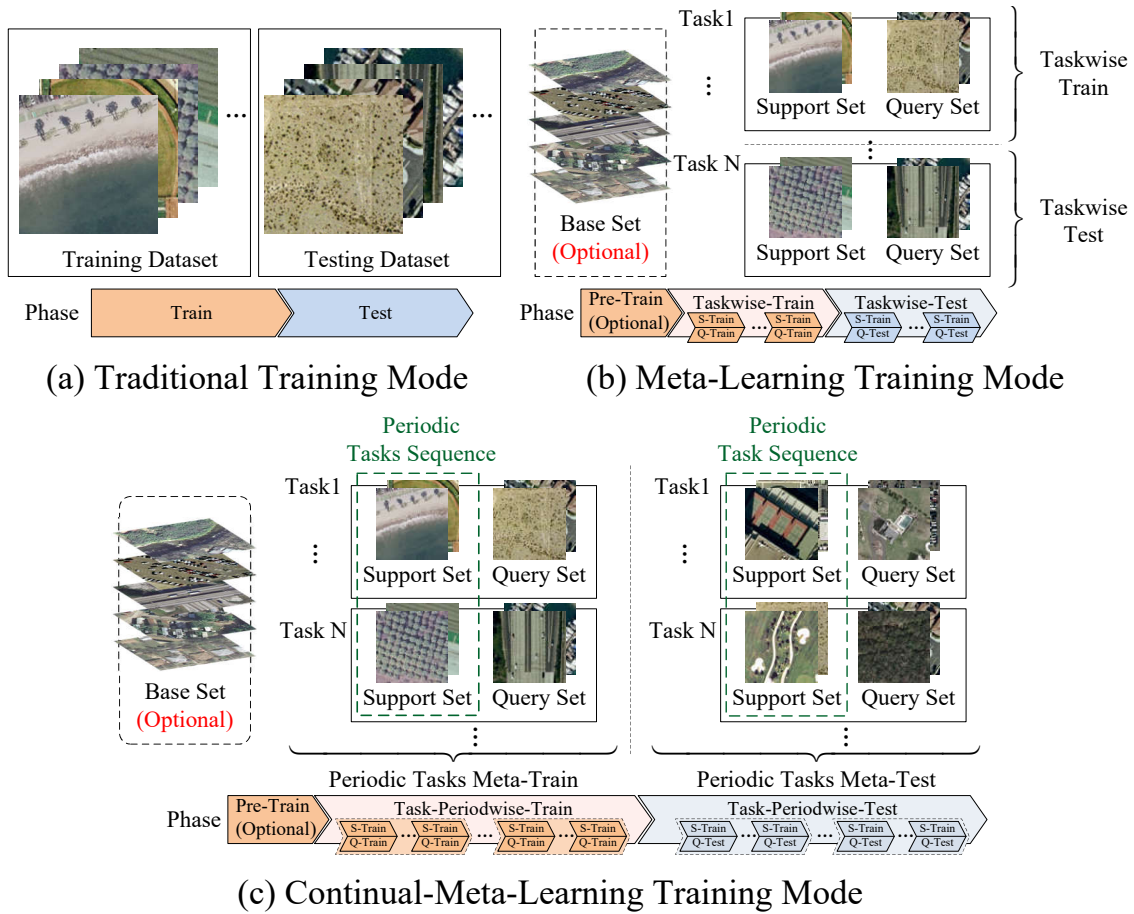 ...
...
Training Dataset
Testing Dataset
Phase
Train
Test
(a) Traditional Training Mode
Base Set
(Optional)
Task1
Support Set
Query Set
Taskwise
Train
Task N
Support Set
Query Set
Taskwise
Test
Phase
Pre-Train
(Optional)
Taskwise-Train
S-Train ... S-Train
Q-Train Q-Train
Taskwise-Test
S-Train ... S-Train
Q-Test Q-Test
(b) Meta-Learning Training Mode
Base Set
(Optional)
Periodic
Tasks Sequence
Task1
Support Set
Query Set
Task N
Support Set
Query Set
Periodic Tasks Meta-Train
Periodic
Task Sequence
Task1
Support Set
Query Set
Task N
Support Set
Query Set
Periodic Tasks Meta-Test
Phase
Pre-Train
(Optional)
Task-Periodwise-Train
S-Train ... S-Train ... S-Train ... S-Train
Q-Train Q-Train Q-Train Q-Train
Task-Periodwise-Test
S-Train ... S-Train ... S-Train ... S-Train
Q-Test Q-Test Q-Test Q-Test
(c) Continual-Meta-Learning Training Mode